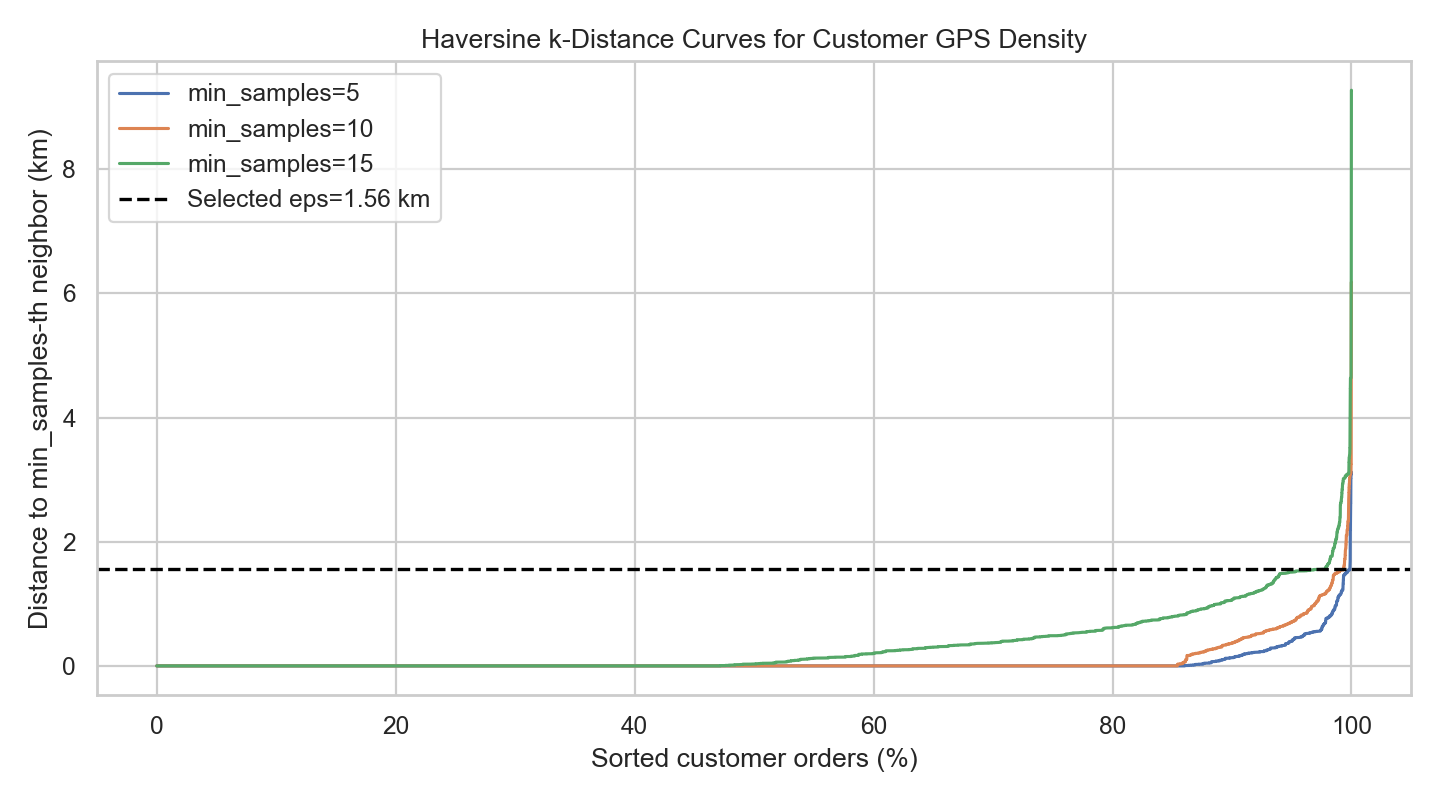 Haversine k-Distance Curves for Customer GPS Density
min_samples=5
min_samples=10
min_samples=15
Selected eps=1.56 km
Distance to min_samples-th neighbor (km)
8
6
4
2
0
0 20 40 60 80 100
Sorted customer orders (%)